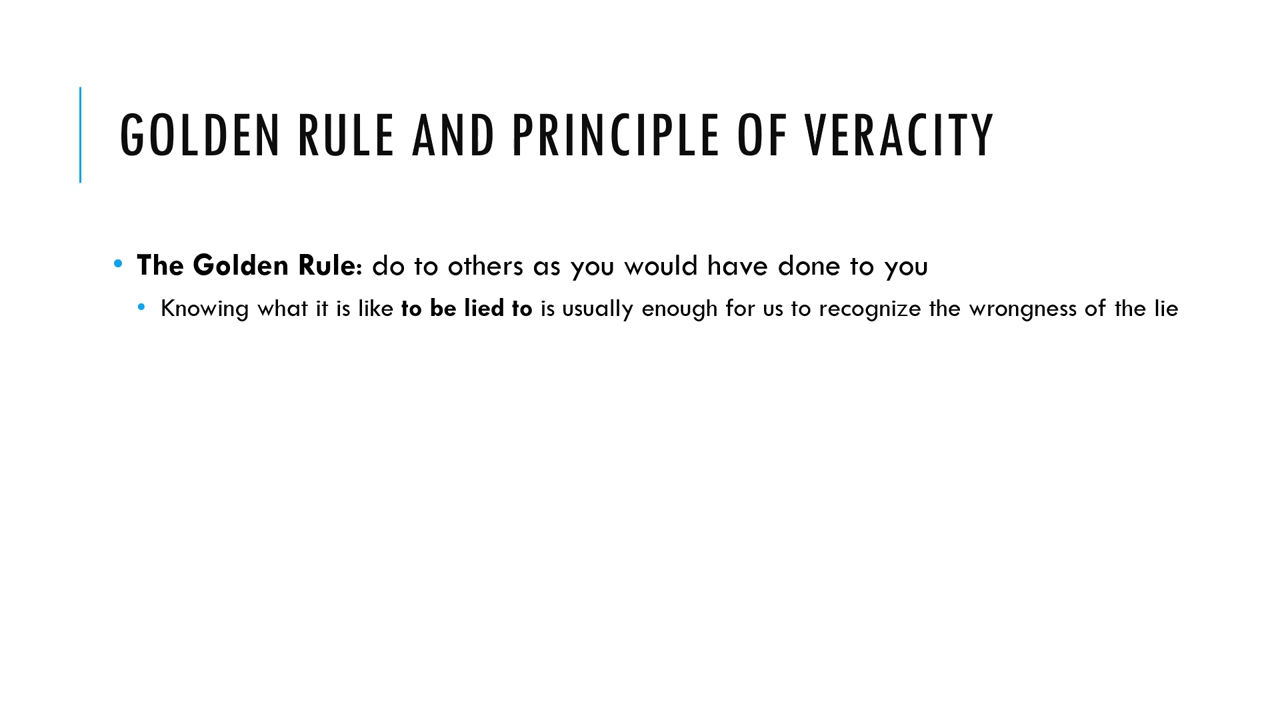 GOLDEN RULE AND PRINCIPLE OF VERACITY
• The Golden Rule: do to others as you would have done to you
• Knowing what it is like to be lied to is usually enough for us to recognize the wrongness of the lie